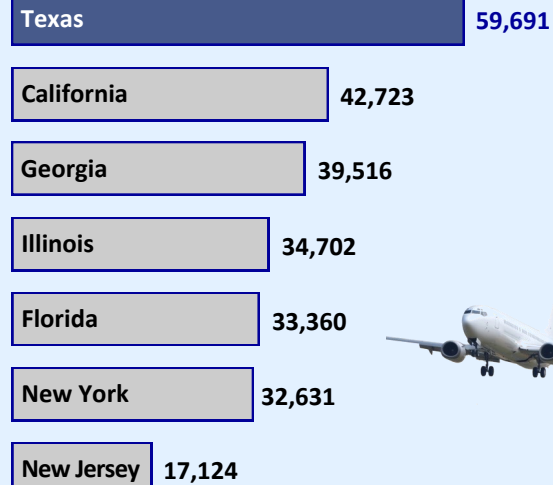 Texas 59,691
California 42,723
Georgia 39,516
Illinois 34,702
Florida 33,360
New York 32,631
New Jersey 17,124